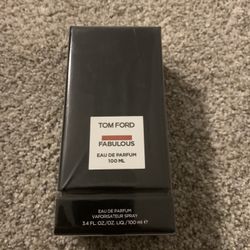 TOM FORD
FABULOUS
EAU DE PARFUM
100 ML
EAU DE PARFUM
VAPORISATEUR SPRAY
3.4 FL.OZ./OZ. LIQ./100 ml ℮